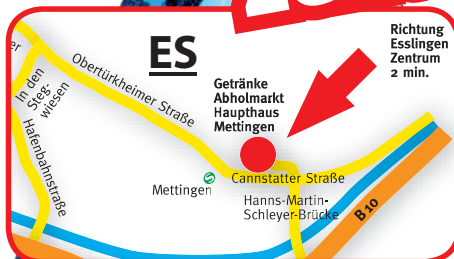 ES
Richtung
Esslingen
Zentrum
2 min.
Getränke
Abholmarkt
Haupthaus
Mettingen
Obertürkheimer Straße
er
In den
Steg-
wiesen
Hafenbahnstraße
Mettingen
S
Cannstatter Straße
Hanns-Martin-
Schleyer-Brücke
B 10